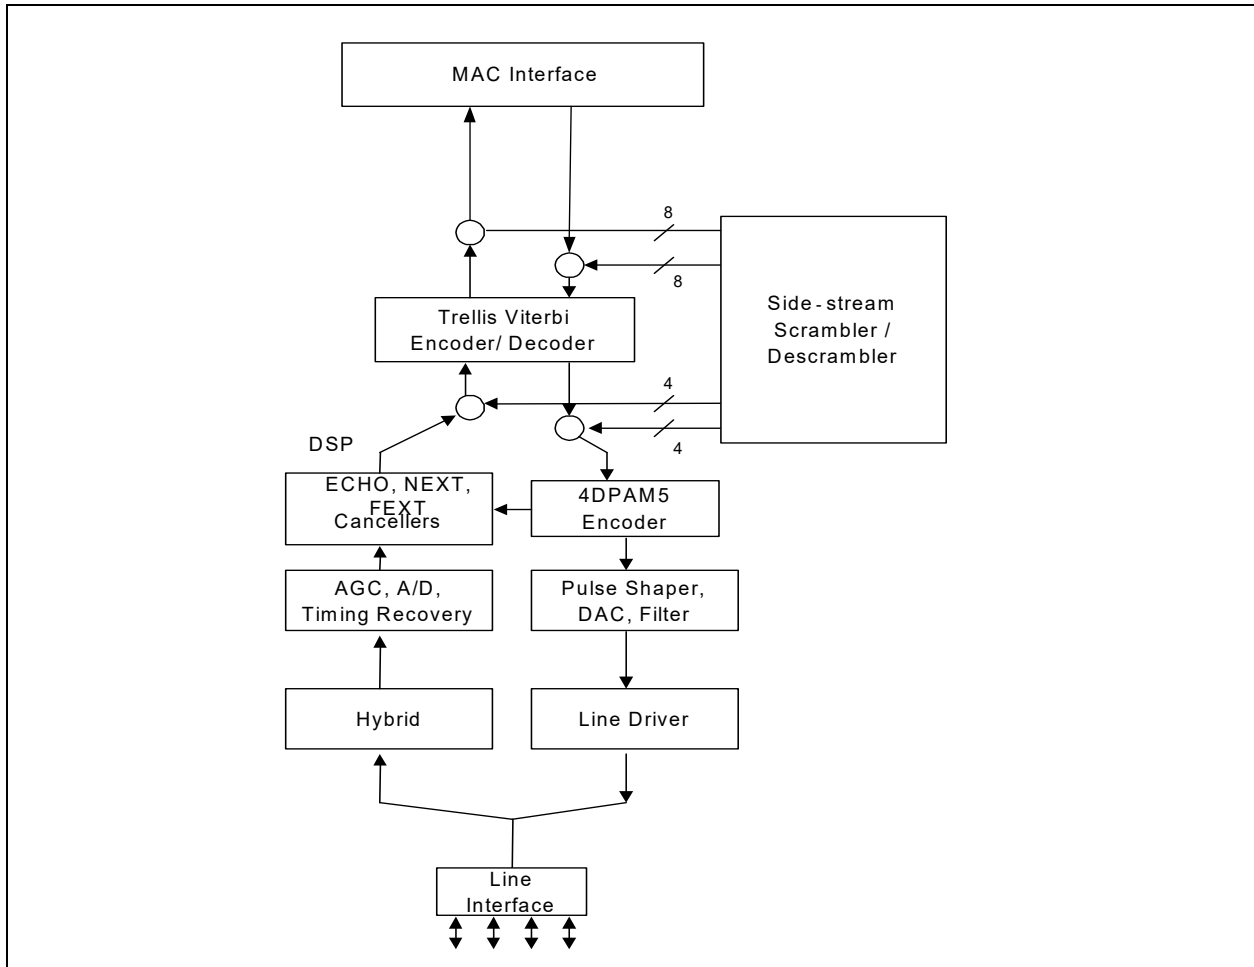 MAC Interface
8
8
Side-stream
Scrambler /
Descrambler
Trellis Viterbi
Encoder/ Decoder
4
4
DSP
ECHO, NEXT,
FEXT
Cancellers
4DPAM5
Encoder
AGC, A/D,
Timing Recovery
Pulse Shaper,
DAC, Filter
Hybrid
Line Driver
Line
Interface